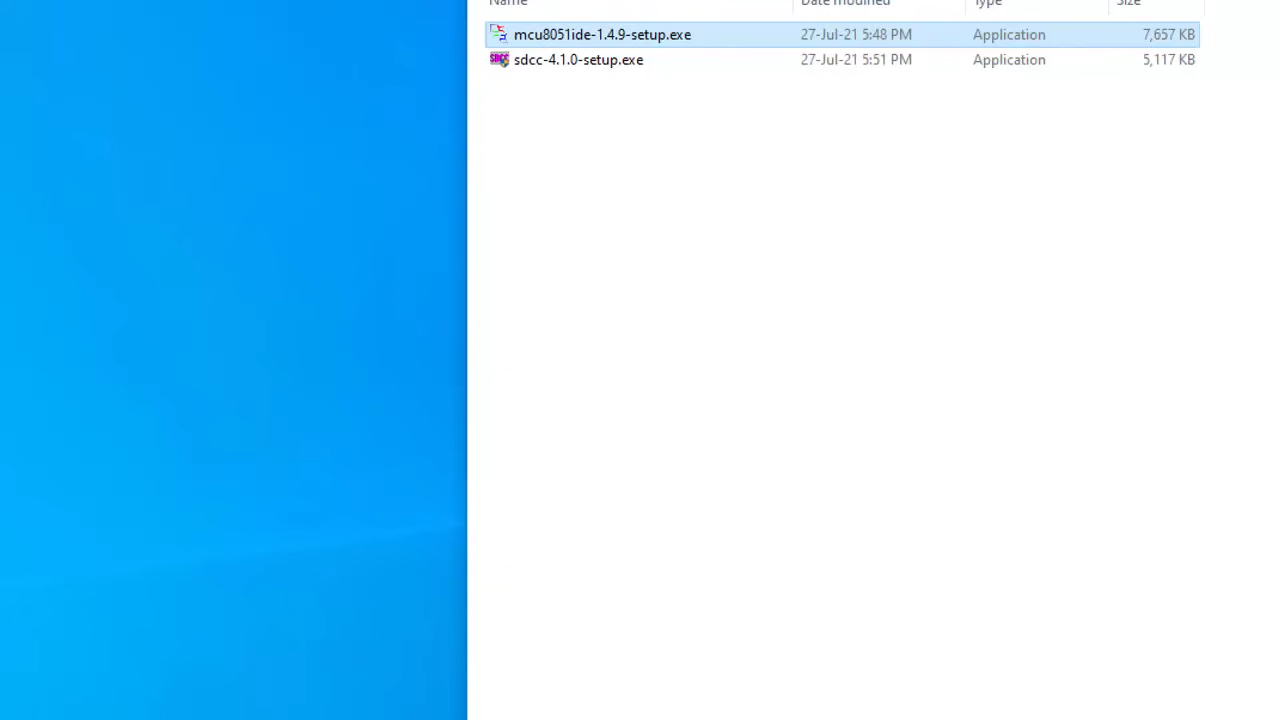 Name Date modified Type Size
mcu8051ide-1.4.9-setup.exe 27-Jul-21 5:48 PM Application 7,657 KB
sdcc-4.1.0-setup.exe 27-Jul-21 5:51 PM Application 5,117 KB